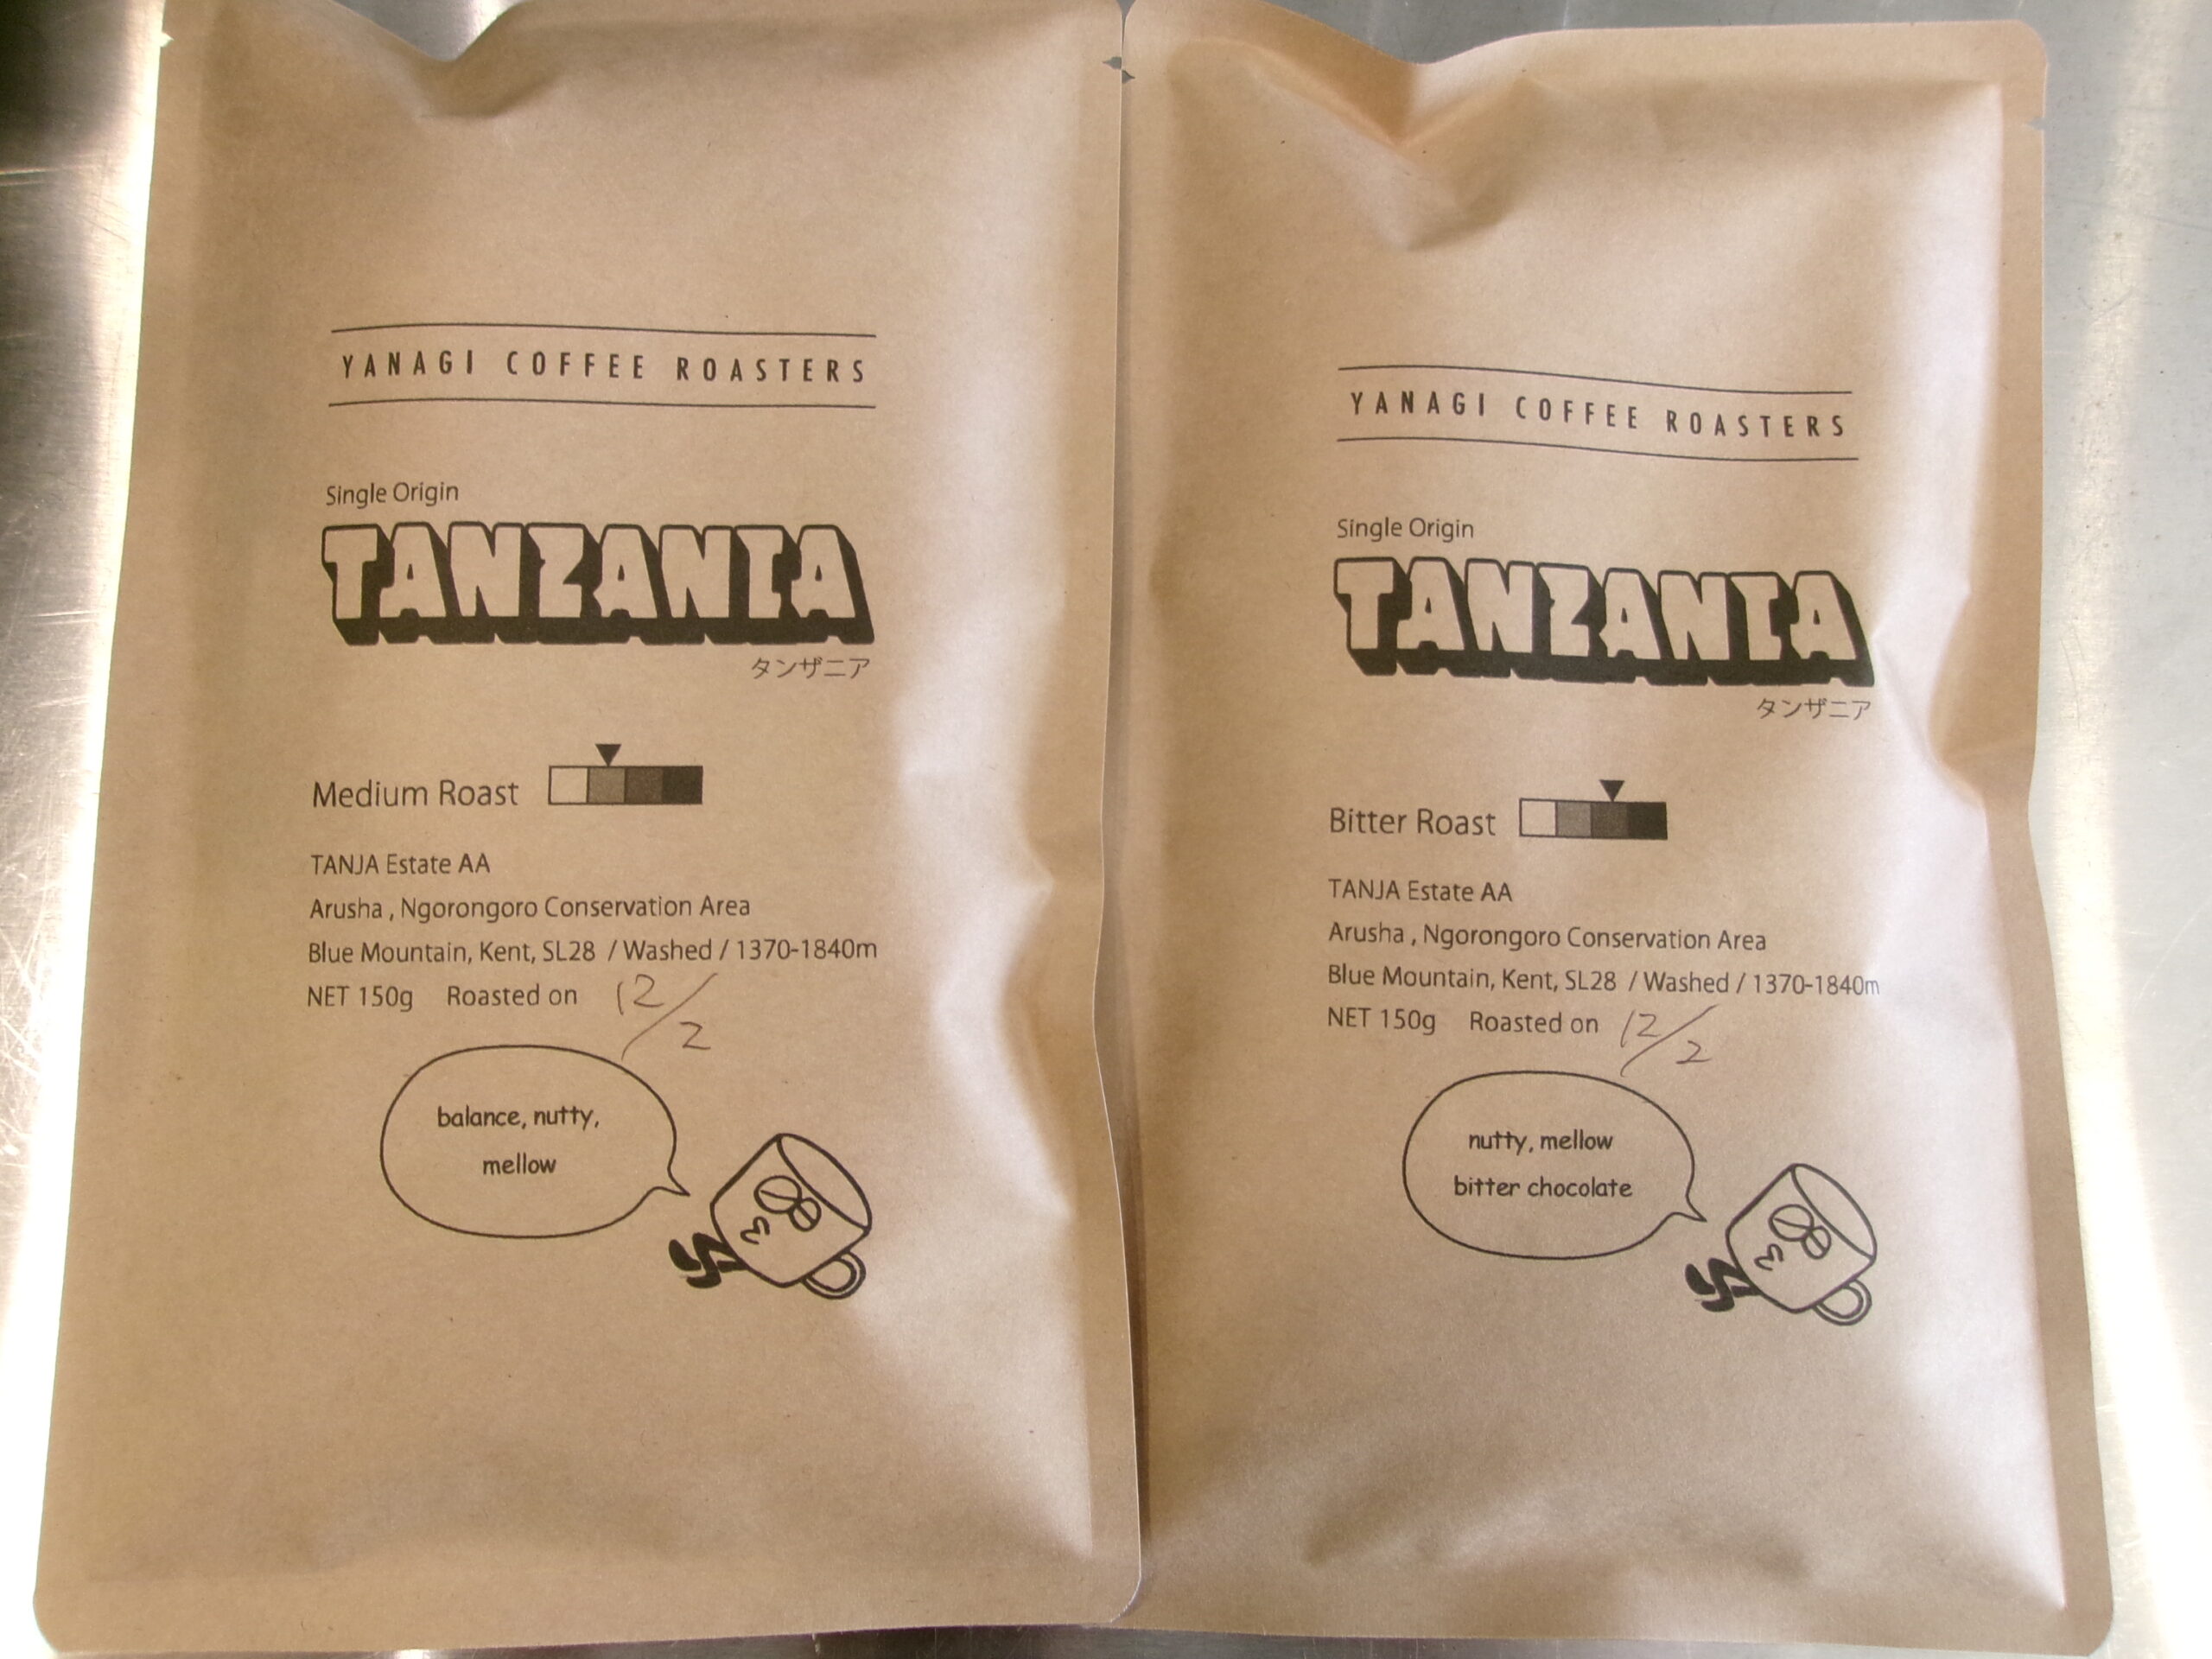 YANAGI COFFEE ROASTERS
Single Origin
TANZANIA
タンザニア
Medium Roast
TANJA Estate AA
Arusha , Ngorongoro Conservation Area
Blue Mountain, Kent, SL28 / Washed / 1370-1840m
NET 150g Roasted on 12/2
balance, nutty,
mellow
YANAGI COFFEE ROASTERS
Single Origin
TANZANIA
タンザニア
Bitter Roast
TANJA Estate AA
Arusha , Ngorongoro Conservation Area
Blue Mountain, Kent, SL28 / Washed / 1370-1840m
NET 150g Roasted on 12/2
nutty, mellow
bitter chocolate